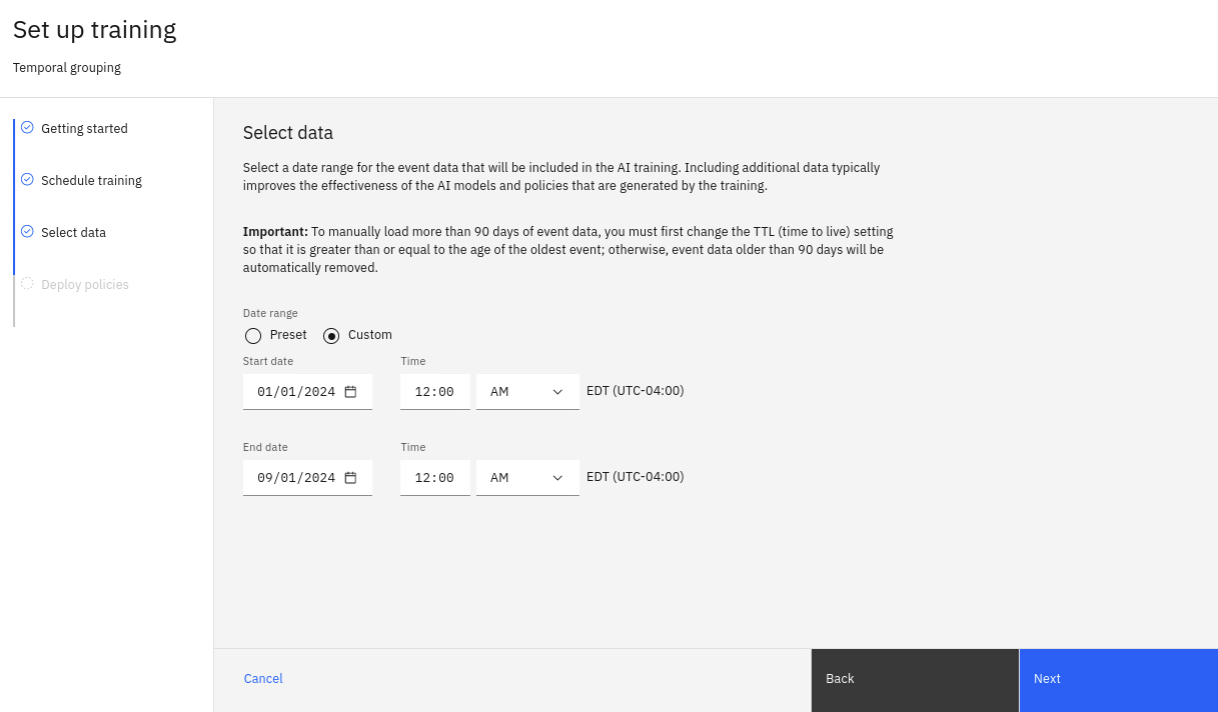 Set up training
Temporal grouping
Getting started
Schedule training
Select data
Deploy policies
Select data
Select a date range for the event data that will be included in the AI training. Including additional data typically
improves the effectiveness of the AI models and policies that are generated by the training.
Important: To manually load more than 90 days of event data, you must first change the TTL (time to live) setting
so that it is greater than or equal to the age of the oldest event; otherwise, event data older than 90 days will be
automatically removed.
Date range
Preset Custom
Start date Time
01/01/2024 12:00 AM EDT (UTC-04:00)
End date Time
09/01/2024 12:00 AM EDT (UTC-04:00)
Cancel Back Next